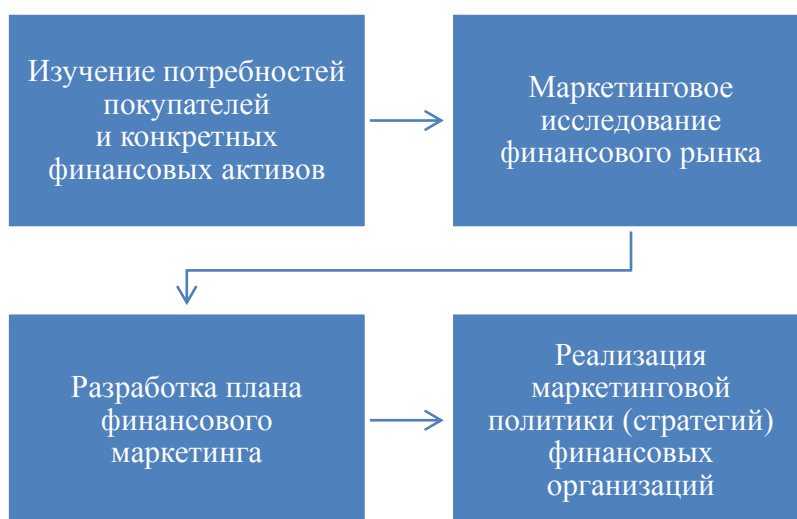 Изучение потребностей
покупателей
и конкретных
финансовых активов
Маркетинговое
исследование
финансового рынка
Разработка плана
финансового
маркетинга
Реализация
маркетинговой
политики (стратегий)
финансовых
организаций